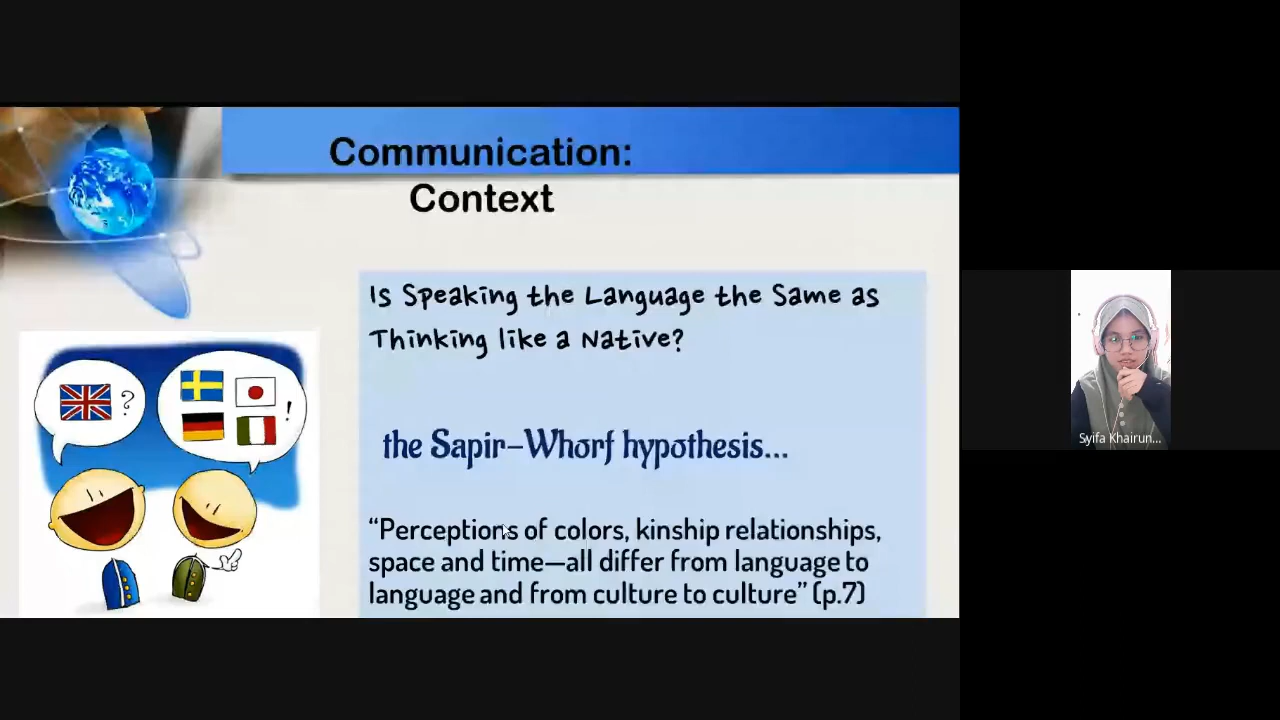 Communication:
Context
Is Speaking the Language the Same as
Thinking like a Native?
the Sapir-Whorf hypothesis...
“Perceptions of colors, kinship relationships,
space and time—all differ from language to
language and from culture to culture” (p.7)
?
!
Syifa Khairun...